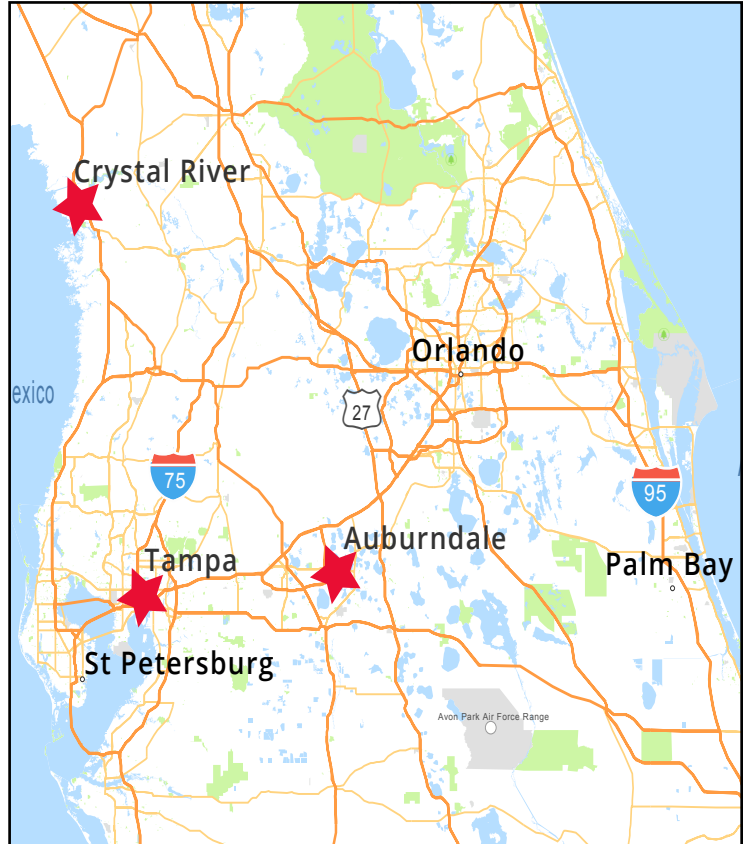 Crystal River
Orlando
exico
27
75
95
Auburndale
Tampa
Palm Bay
St Petersburg
Avon Park Air Force Range